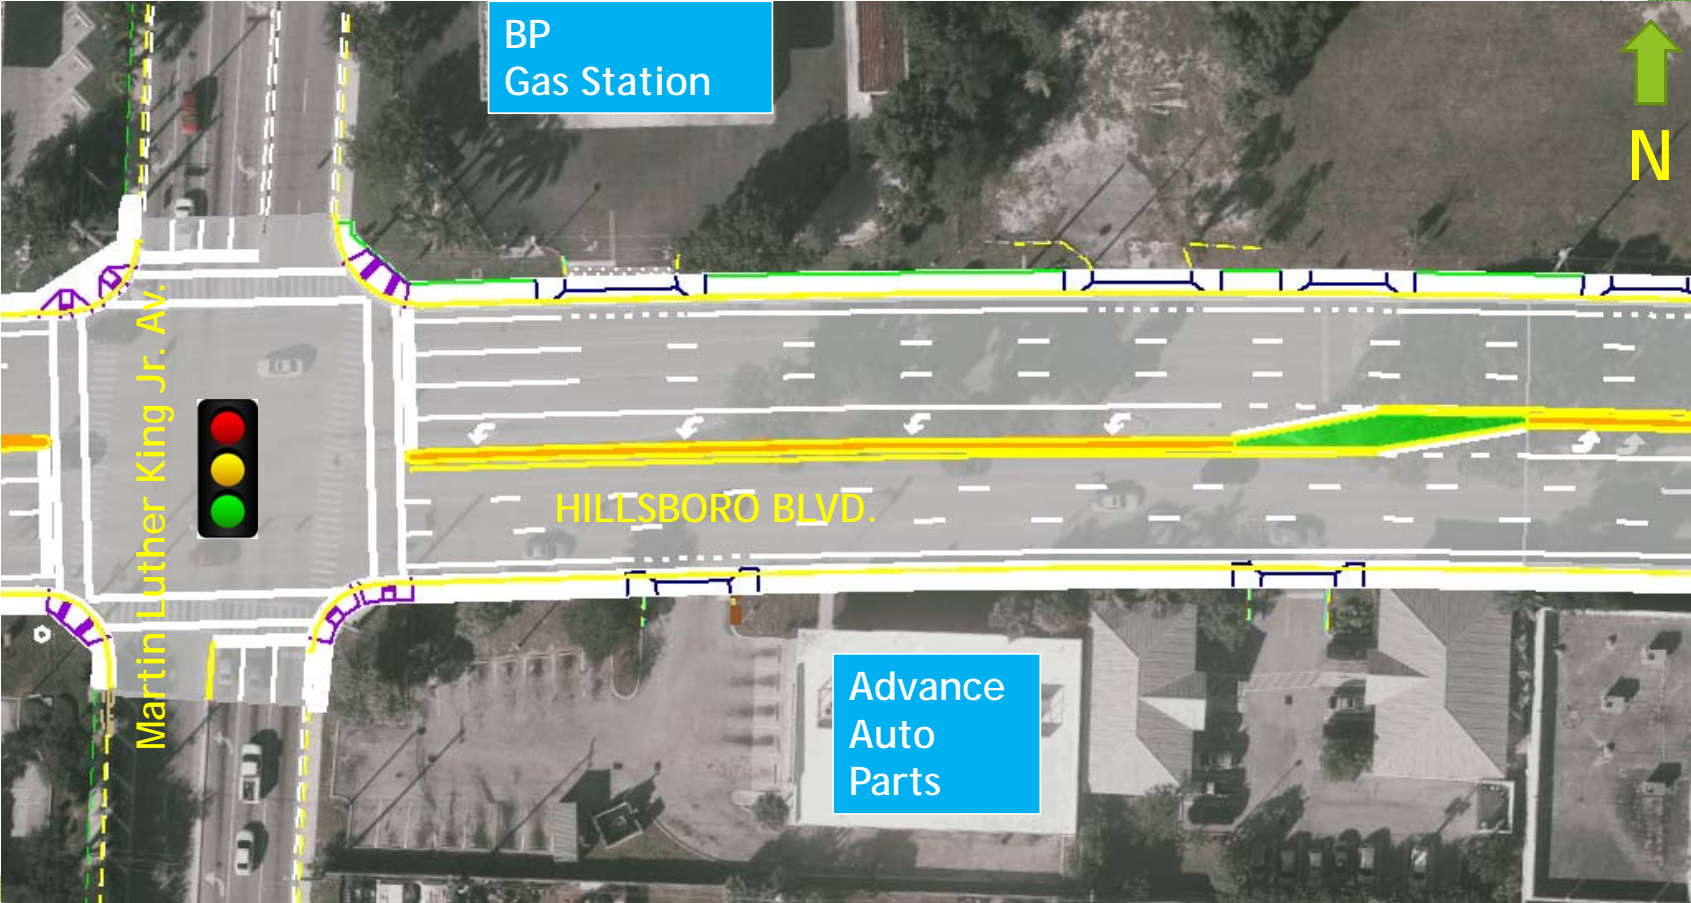 BP
Gas Station
N
Martin Luther King Jr. Av.
HILLSBORO BLVD.
Advance
Auto
Parts